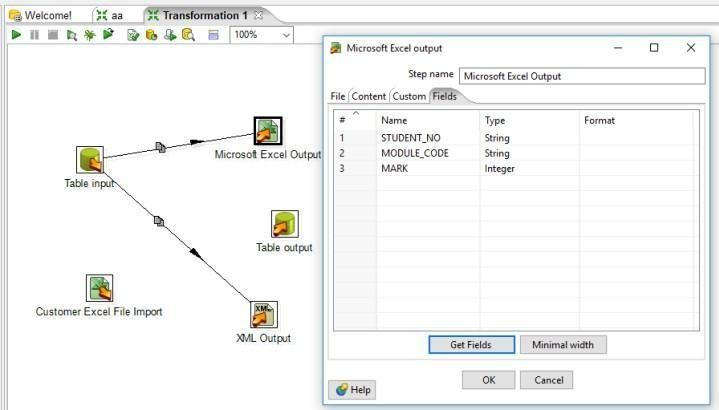 Welcome! aa Transformation 1
100%
Microsoft Excel Output
Table input
Table output
Customer Excel File Import
XML
XML Output
Microsoft Excel output
Step name Microsoft Excel Output
File Content Custom Fields
# Name Type Format
1 STUDENT_NO String
2 MODULE_CODE String
3 MARK Integer
Get Fields Minimal width
OK Cancel
Help